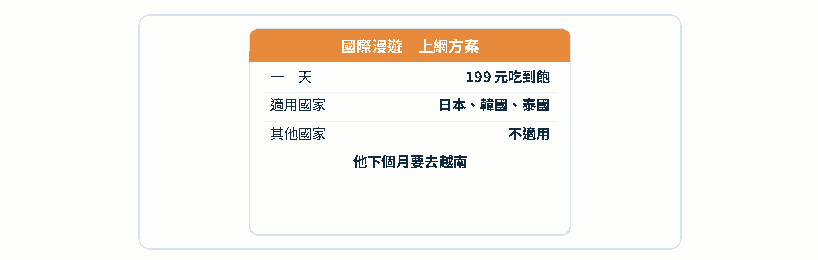 國際漫遊　上網方案
一　天　199 元吃到飽
適用國家　日本、韓國、泰國
其他國家　不適用
他下個月要去越南